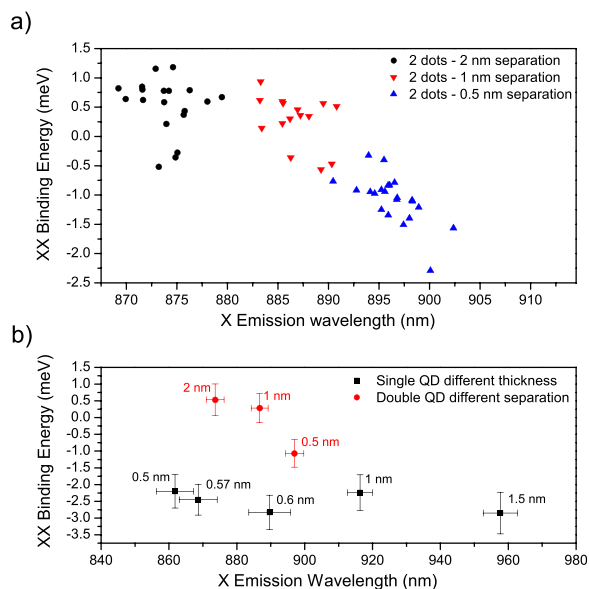 a)
XX Binding Energy (meV)
1.5
1.0
0.5
0.0
-0.5
-1.0
-1.5
-2.0
-2.5
2 dots - 2 nm separation
2 dots - 1 nm separation
2 dots - 0.5 nm separation
870 875 880 885 890 895 900 905 910
X Emission wavelength (nm)
b)
XX Binding Energy (meV)
1.5
1.0
0.5
0.0
-0.5
-1.0
-1.5
-2.0
-2.5
-3.0
-3.5
Single QD different thickness
Double QD different separation
2 nm
1 nm
0.5 nm
0.5 nm
0.57 nm
0.6 nm
1 nm
1.5 nm
840 860 880 900 920 940 960 980
X Emission Wavelength (nm)